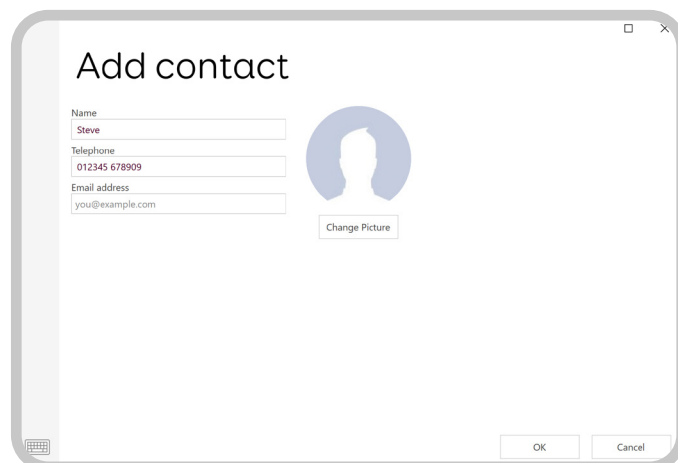 Add contact
Name
Steve
Telephone
012345 678909
Email address
you@example.com
Change Picture
OK
Cancel